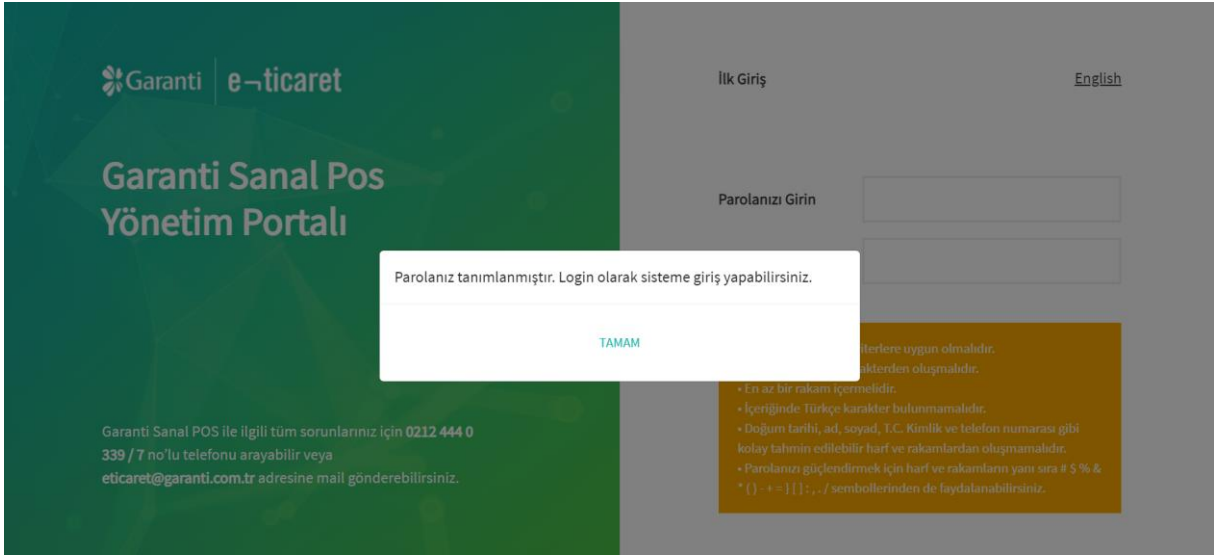 Garanti e-ticaret
İlk Giriş
English
Garanti Sanal Pos
Yönetim Portalı
Parolanızı Girin
Parolanız tanımlanmıştır. Login olarak sisteme giriş yapabilirsiniz.
TAMAM
uygun olmalıdır.
oluşmalıdır.
• En az bir rakam içermelidir.
• İçeriğinde Türkçe karakter bulunmamalıdır.
• Doğum tarihi, ad, soyad, T.C. Kimlik ve telefon numarası gibi
kolay tahmin edilebilir harf ve rakamlardan oluşmamalıdır.
• Parolanızı güçlendirmek için harf ve rakamların yanı sıra # $ % &
* ( ) - + = } [ ] : , . / sembollerinden de faydalanabilirsiniz.
Garanti Sanal POS ile ilgili tüm sorunlarınız için 0212 444 0
339 / 7 no'lu telefonu arayabilir veya
eticaret@garanti.com.tr adresine mail gönderebilirsiniz.